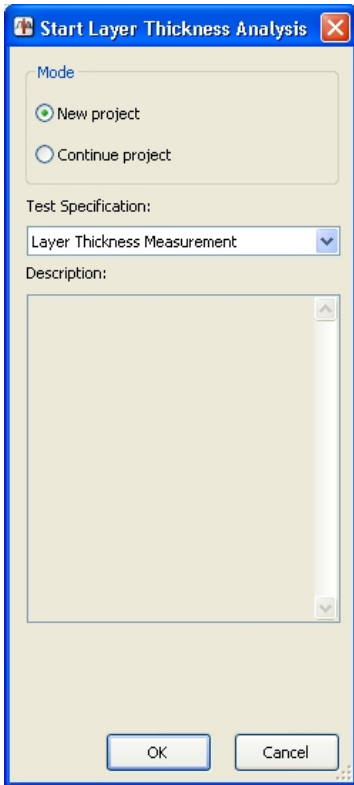 Start Layer Thickness Analysis
Mode
New project
Continue project
Test Specification:
Layer Thickness Measurement
Description:
OK
Cancel